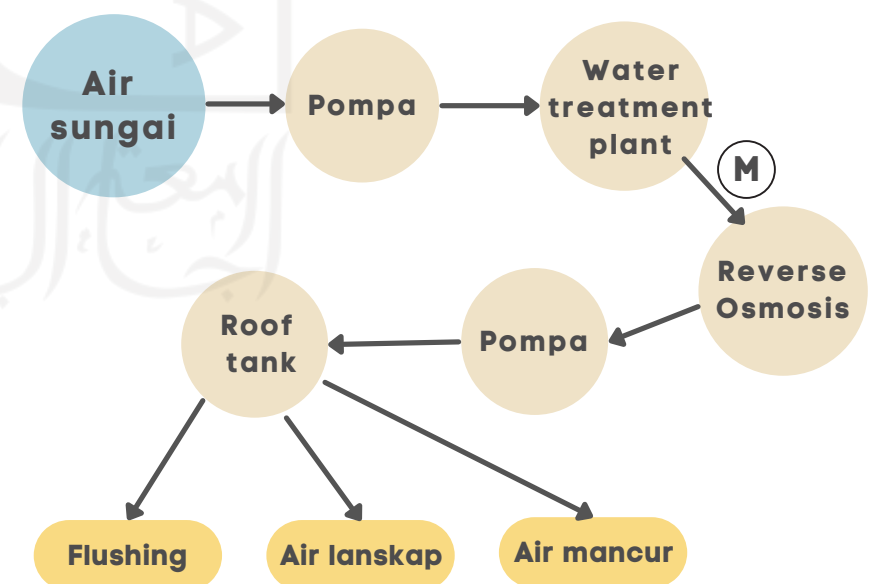 Air
sungai
Pompa
Water
treatment
plant
M
Reverse
Osmosis
Pompa
Roof
tank
Flushing
Air lanskap
Air mancur